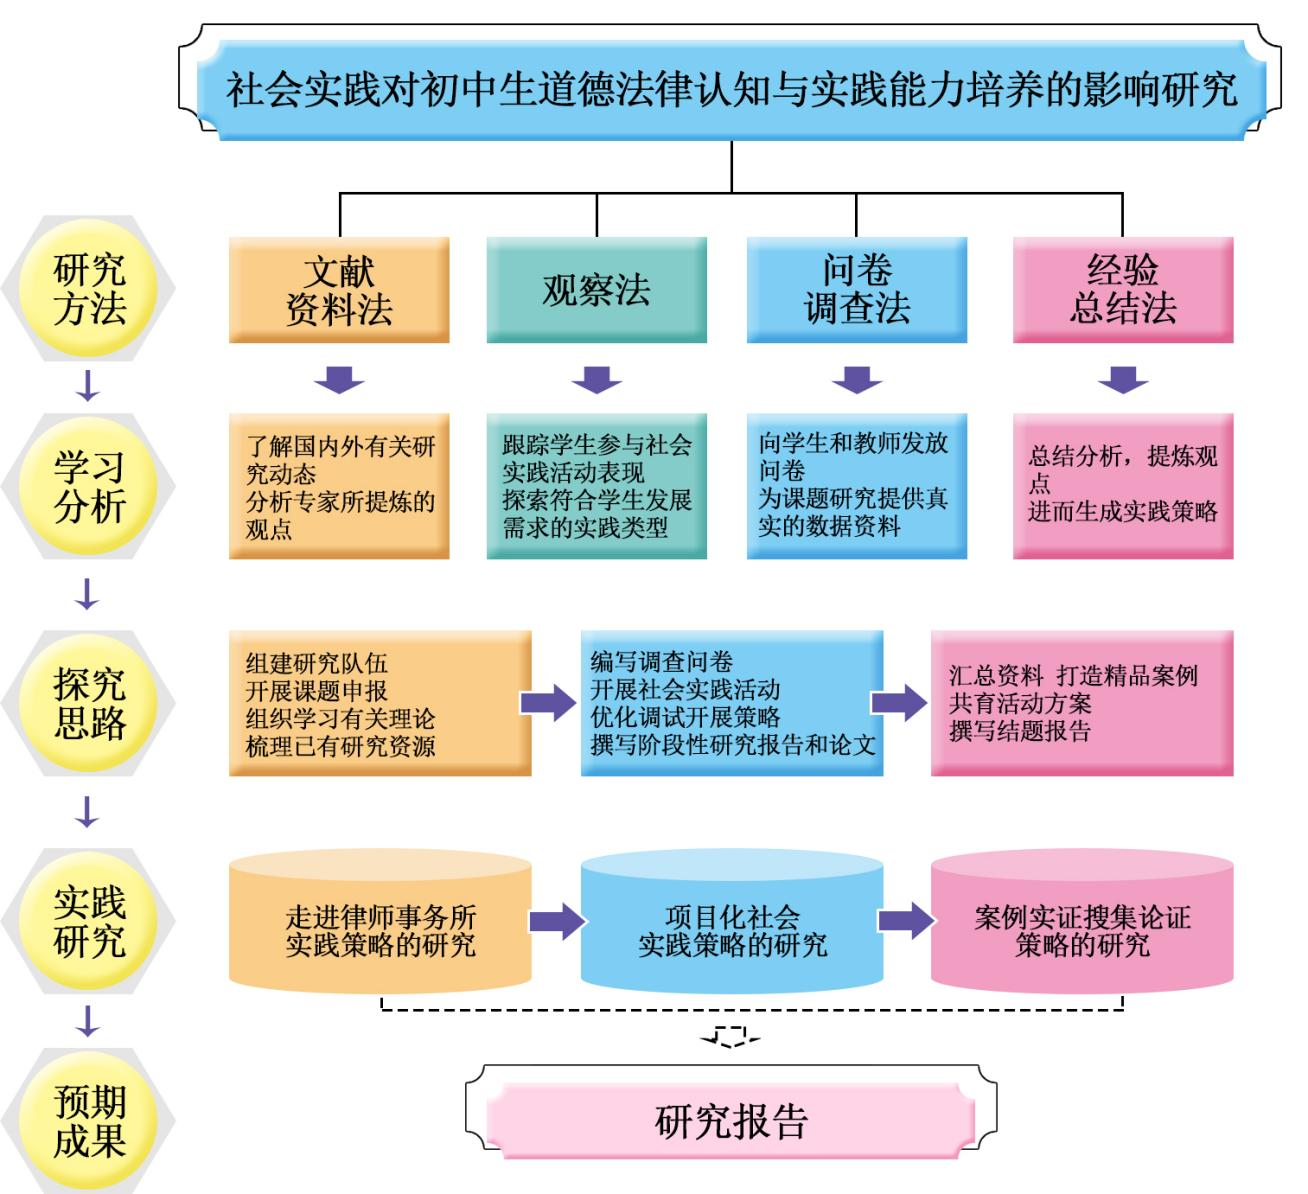 社会实践对初中生道德法律认知与实践能力培养的影响研究
研究
方法
文献
资料法
观察法
问卷
调查法
经验
总结法
学习
分析
了解国内外有关研
究动态
分析专家所提炼的
观点
跟踪学生参与社会
实践活动表现
探索符合学生发展
需求的实践类型
向学生和教师发放
问卷
为课题研究提供真
实的数据资料
总结分析，提炼观
点
进而生成实践策略
探究
思路
组建研究队伍
开展课题申报
组织学习有关理论
梳理已有研究资源
编写调查问卷
开展社会实践活动
优化调试开展策略
撰写阶段性研究报告和论文
汇总资料 打造精品案例
共育活动方案
撰写结题报告
实践
研究
走进律师事务所
实践策略的研究
项目化社会
实践策略的研究
案例实证搜集论证
策略的研究
预期
成果
研究报告